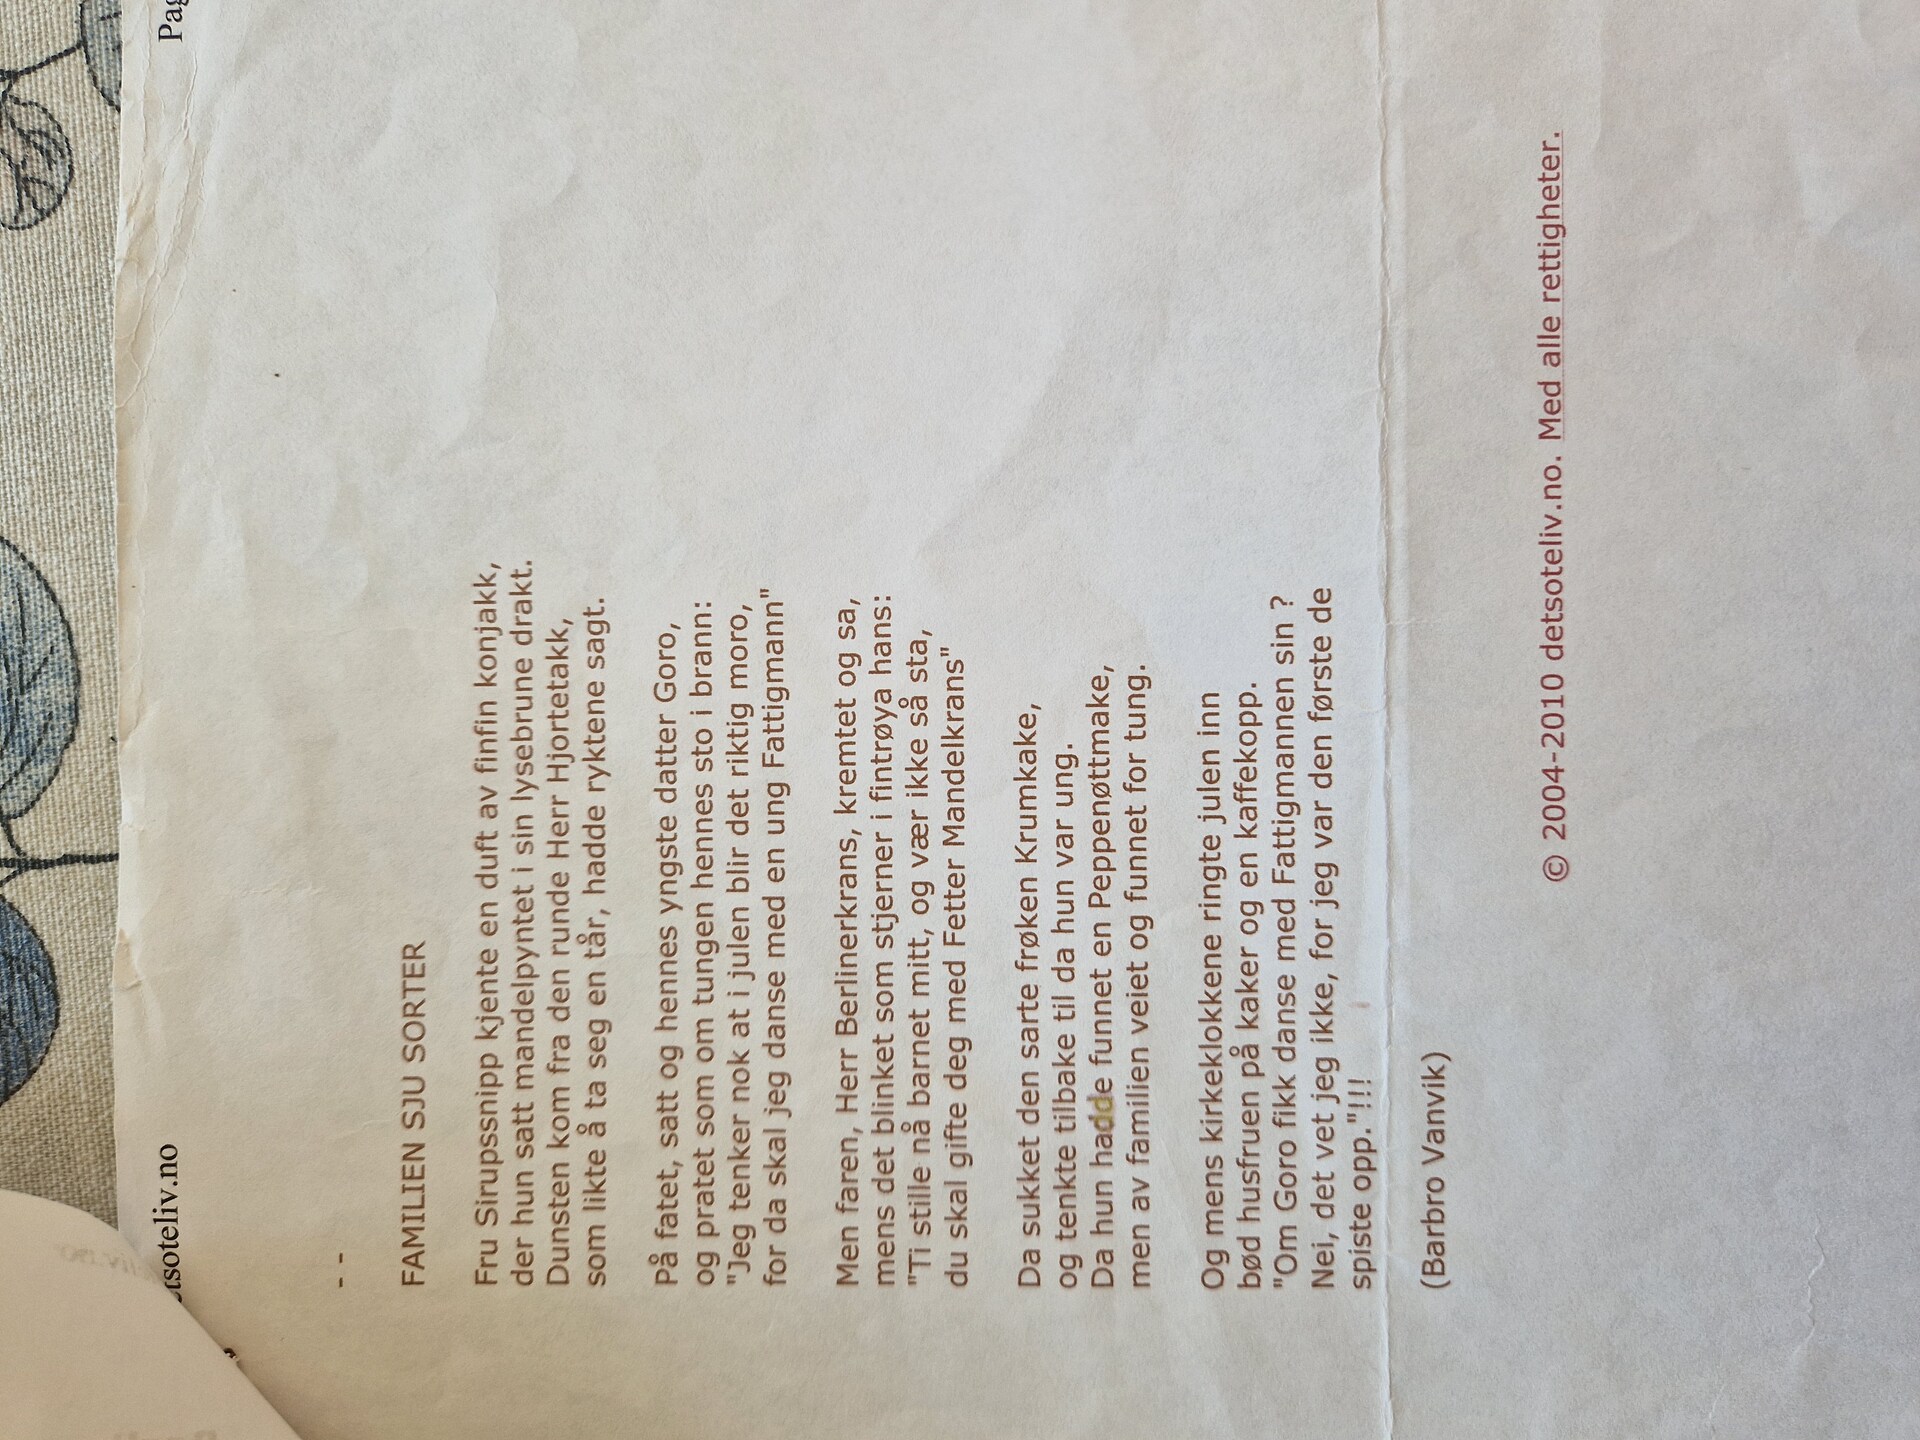 tsoteliv.no
- -
FAMILIEN SJU SORTER
Fru Sirupssnipp kjente en duft av finfin konjakk,
der hun satt mandelpyntet i sin lysebrune drakt.
Dunsten kom fra den runde Herr Hjortetakk,
som likte å ta seg en tår, hadde ryktene sagt.
På fatet, satt og hennes yngste datter Goro,
og pratet som om tungen hennes sto i brann:
"Jeg tenker nok at i julen blir det riktig moro,
for da skal jeg danse med en ung Fattigmann"
Men faren, Herr Berlinerkrans, kremtet og sa,
mens det blinket som stjerner i fintrøya hans:
"Ti stille nå barnet mitt, og vær ikke så sta,
du skal gifte deg med Fetter Mandelkrans"
Da sukket den sarte frøken Krumkake,
og tenkte tilbake til da hun var ung.
Da hun hadde funnet en Peppenøttmake,
men av familien veiet og funnet for tung.
Og mens kirkeklokkene ringte julen inn
bød husfruen på kaker og en kaffekopp.
"Om Goro fikk danse med Fattigmannen sin ?
Nei, det vet jeg ikke, for jeg var den første de
spiste opp."!!!
(Barbro Vanvik)
© 2004-2010 detsoteliv.no. Med alle rettigheter.